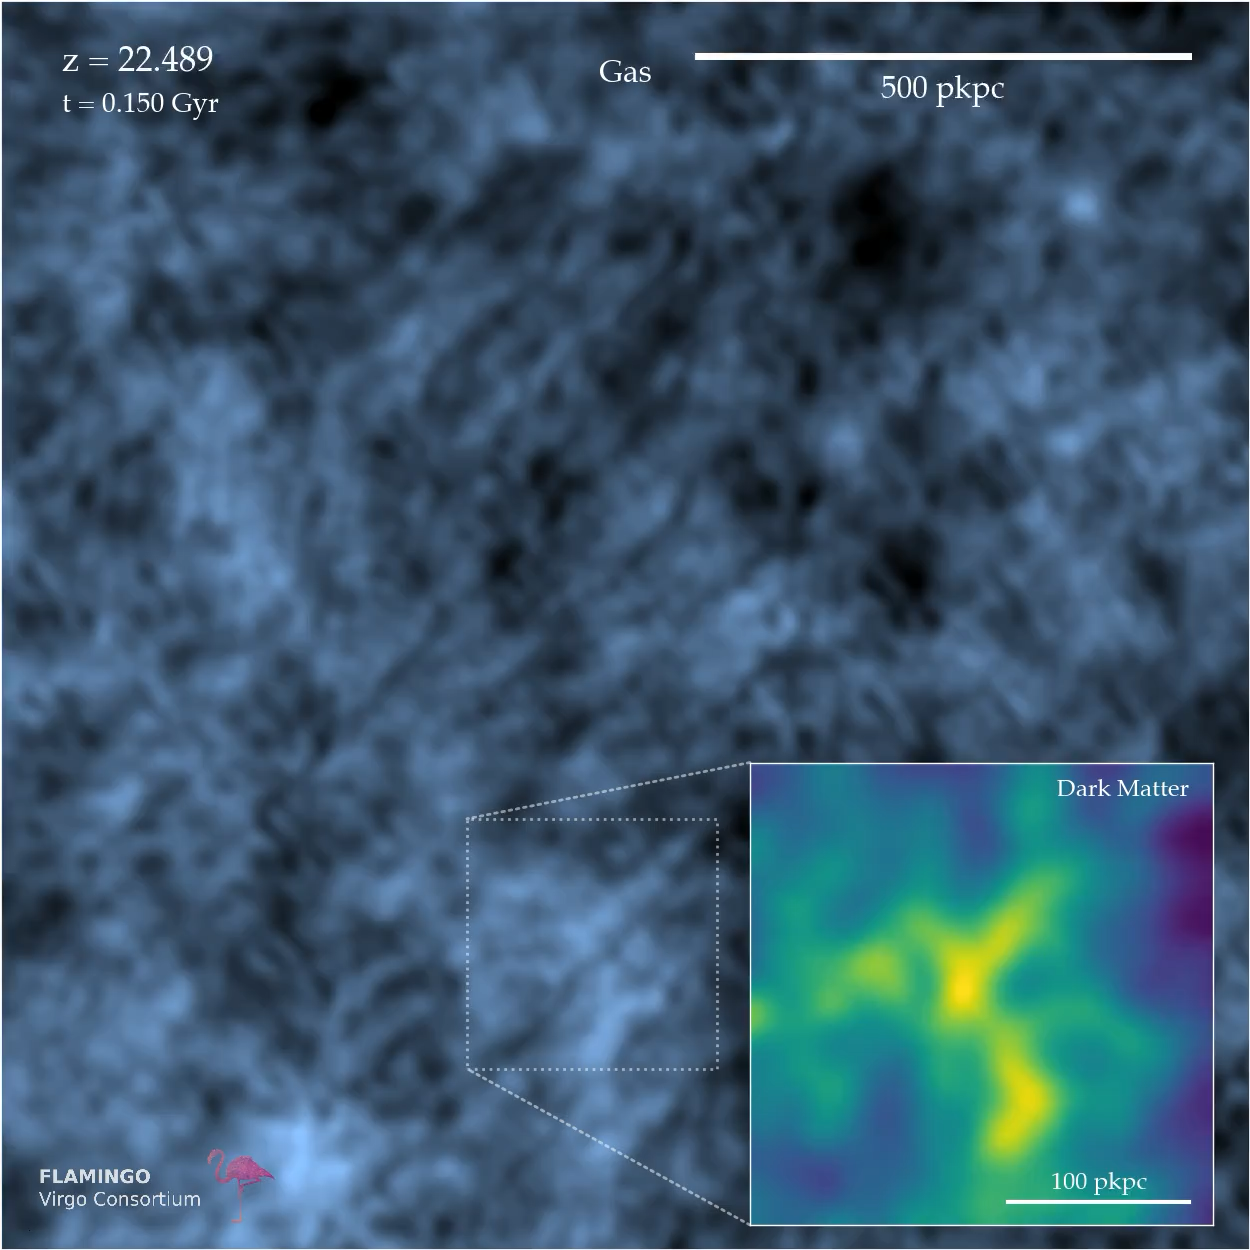 z = 22.489
t = 0.150 Gyr
Gas
500 pkpc
Dark Matter
100 pkpc
FLAMINGO
Virgo Consortium